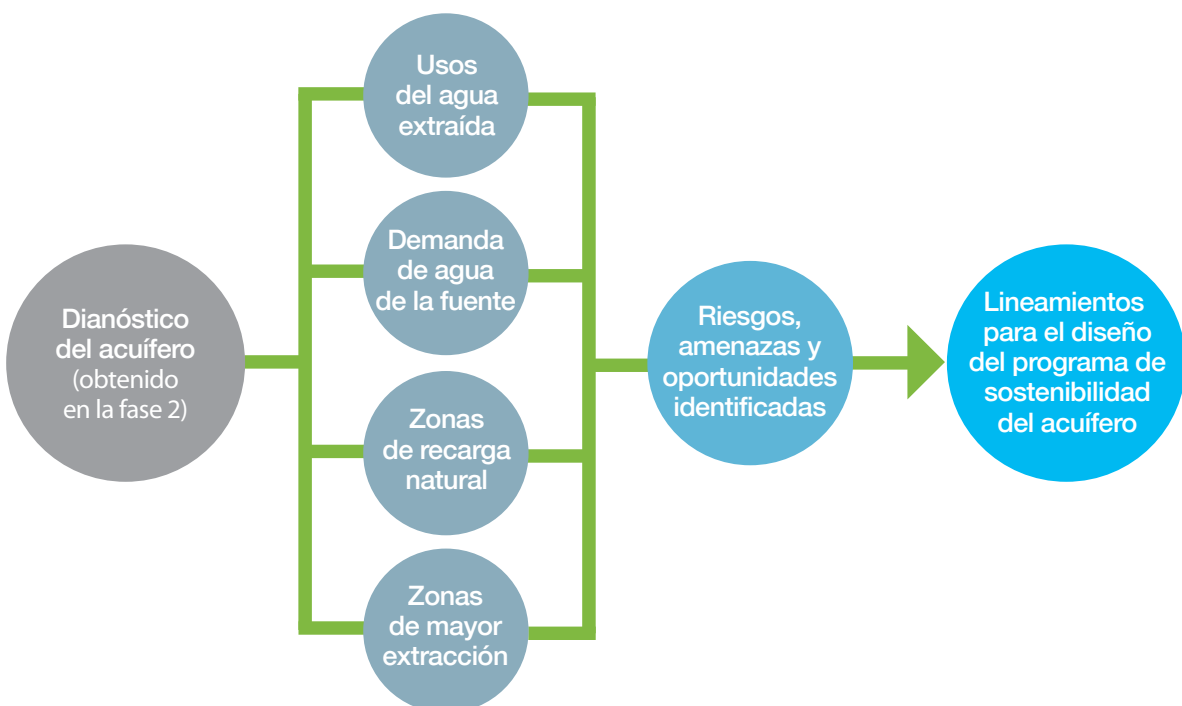 Dianóstico
del acuífero
(obtenido
en la fase 2)
Usos
del agua
extraída
Demanda
de agua
de la fuente
Zonas
de recarga
natural
Zonas
de mayor
extracción
Riesgos,
amenazas y
oportunidades
identificadas
Lineamientos
para el diseño
del programa de
sostenibilidad
del acuífero